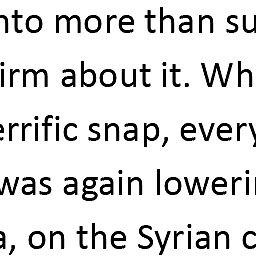 nto more than su
irm about it. Wh
errific snap, every
was again lowerin
a, on the Syrian c